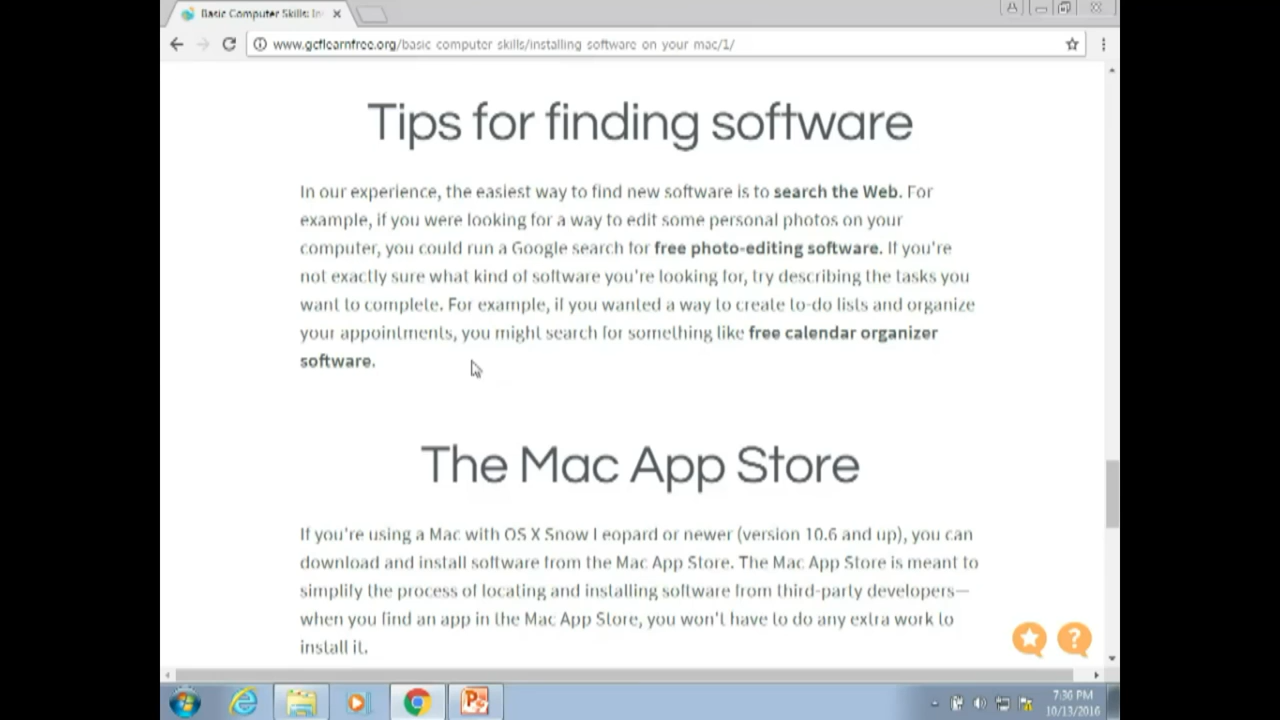 Basic Computer Skills: In
www.gcflearnfree.org/basic computer skills/installing software on your mac/1/
Tips for finding software
In our experience, the easiest way to find new software is to search the Web. For
example, if you were looking for a way to edit some personal photos on your
computer, you could run a Google search for free photo-editing software. If you're
not exactly sure what kind of software you're looking for, try describing the tasks you
want to complete. For example, if you wanted a way to create to-do lists and organize
your appointments, you might search for something like free calendar organizer
software.
The Mac App Store
If you're using a Mac with OS X Snow Leopard or newer (version 10.6 and up), you can
download and install software from the Mac App Store. The Mac App Store is meant to
simplify the process of locating and installing software from third-party developers—
when you find an app in the Mac App Store, you won't have to do any extra work to
install it.
7:36 PM
10/13/2016